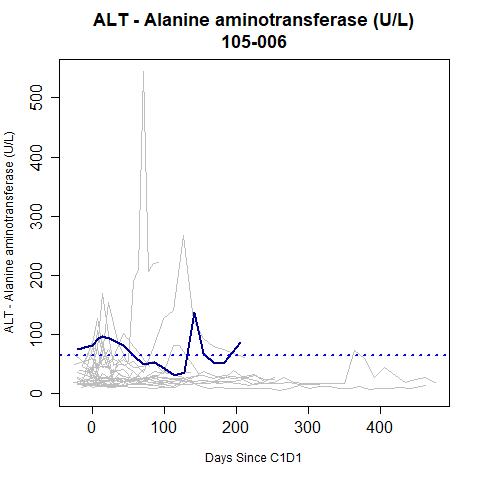 ALT - Alanine aminotransferase (U/L)
105-006
ALT - Alanine aminotransferase (U/L)
500
400
300
200
100
0
0 100 200 300 400
Days Since C1D1